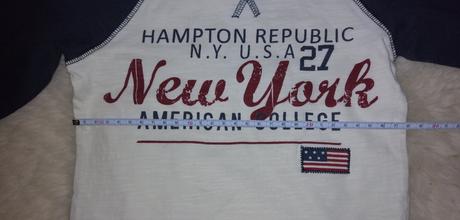 HAMPTON REPUBLIC
N.Y. U.S.A 27
New York
AMERICAN COLLEGE